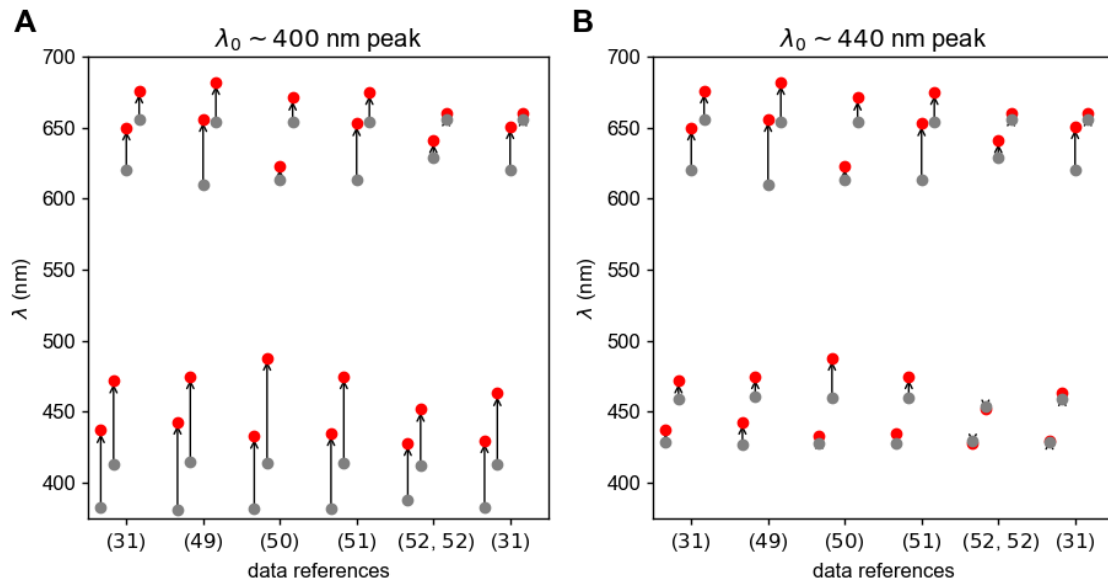 A
λ₀ ~ 400 nm peak
700
650
600
550
500
450
400
λ (nm)
(31) (49) (50) (51) (52, 52) (31)
data references
B
λ₀ ~ 440 nm peak
700
650
600
550
500
450
400
λ (nm)
(31) (49) (50) (51) (52, 52) (31)
data references